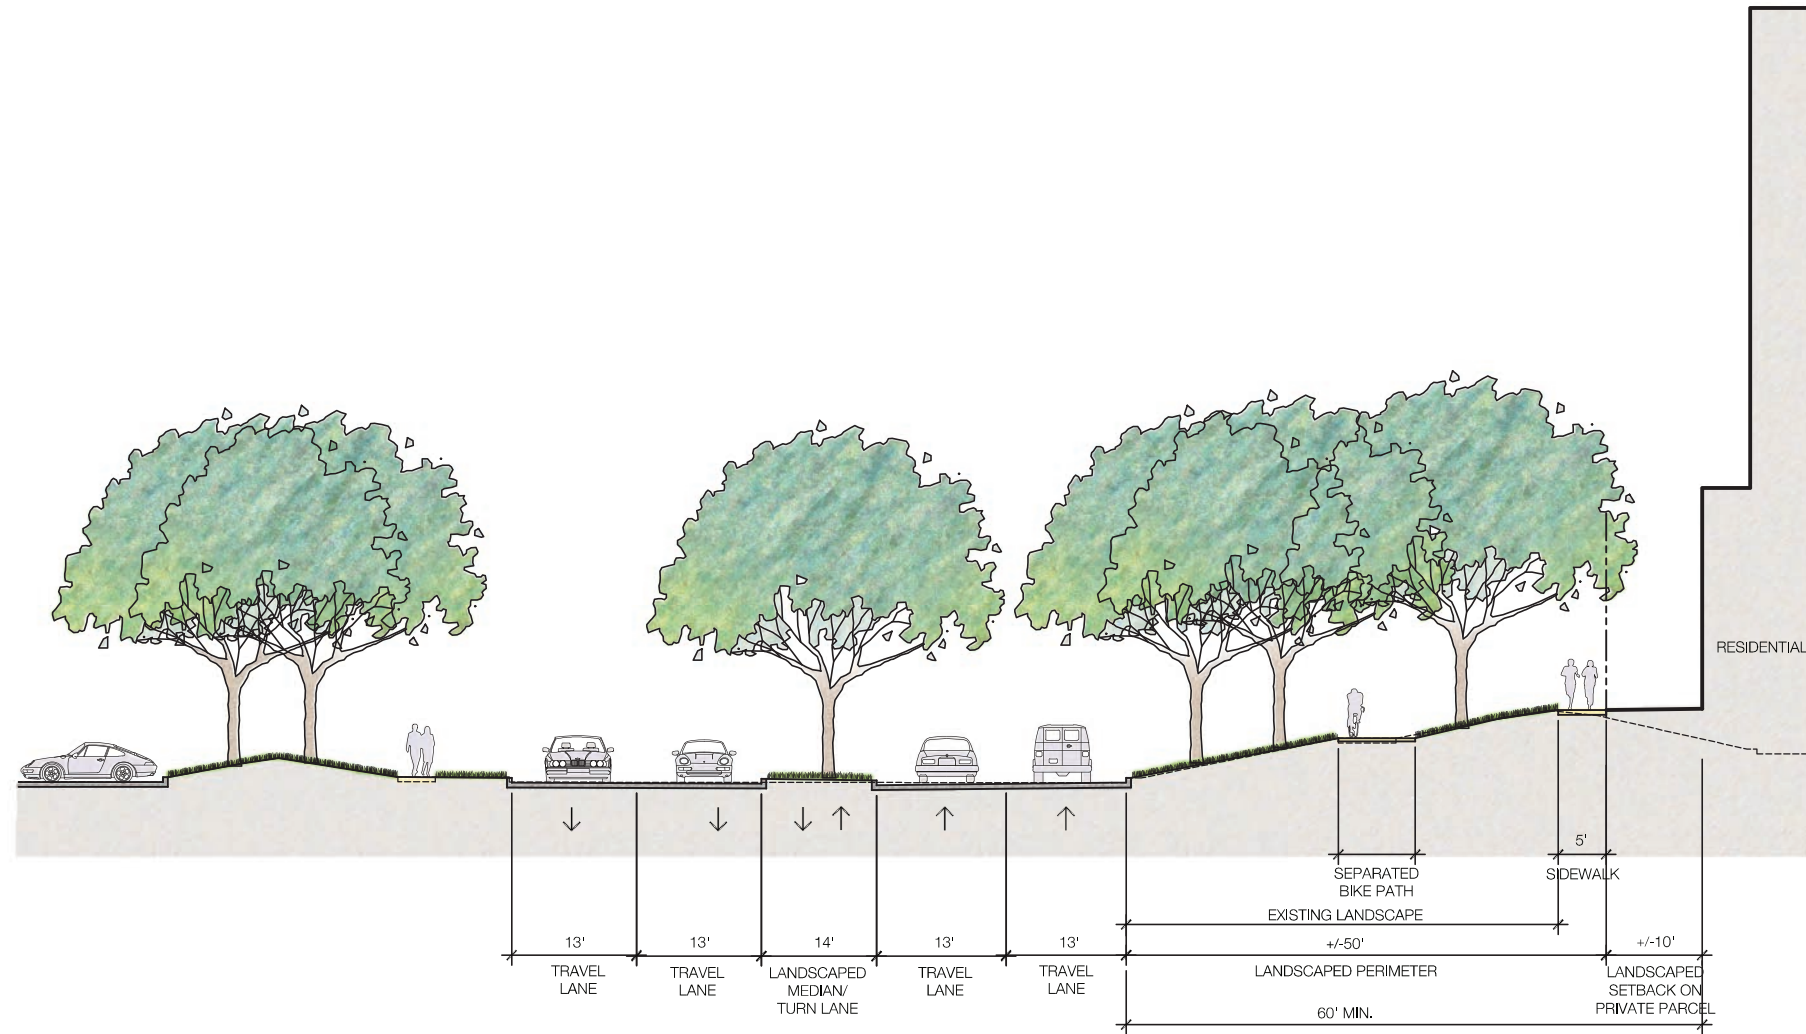 RESIDENTIAL
5'
SIDEWALK
SEPARATED
BIKE PATH
EXISTING LANDSCAPE
13'
13'
14'
13'
13'
+/-50'
+/-10'
TRAVEL
LANE
TRAVEL
LANE
LANDSCAPED
MEDIAN/
TURN LANE
TRAVEL
LANE
TRAVEL
LANE
LANDSCAPED PERIMETER
LANDSCAPED
SETBACK ON
PRIVATE PARCEL
60' MIN.